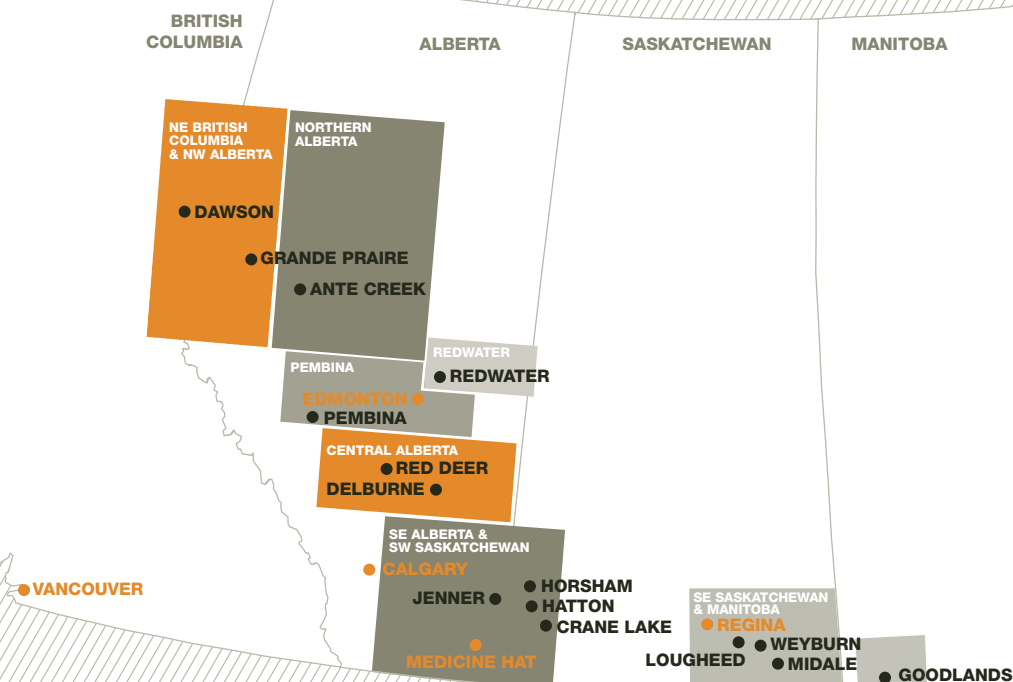 BRITISH
COLUMBIA
ALBERTA
SASKATCHEWAN
MANITOBA
NE BRITISH
COLUMBIA
& NW ALBERTA
NORTHERN
ALBERTA
DAWSON
GRANDE PRAIRE
ANTE CREEK
REDWATER
PEMBINA
REDWATER
EDMONTON
PEMBINA
CENTRAL ALBERTA
RED DEER
DELBURNE
SE ALBERTA &
SW SASKATCHEWAN
CALGARY
VANCOUVER
HORSHAM
JENNER
HATTON
CRANE LAKE
MEDICINE HAT
SE SASKATCHEWAN
& MANITOBA
REGINA
WEYBURN
LOUGHEED
MIDALE
GOODLANDS